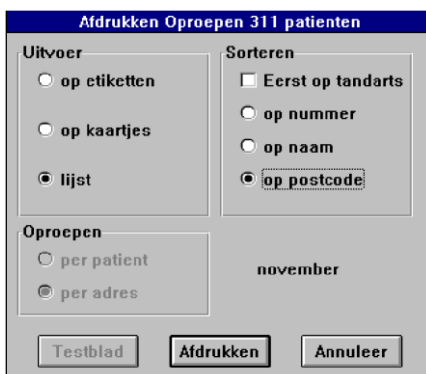 Afdrukken Oproepen 311 patienten
Uitvoer
op etiketten
op kaartjes
lijst
Sorteren
Eerst op tandarts
op nummer
op naam
op postcode
Oproepen
per patient
per adres
november
Testblad
Afdrukken
Annuleer